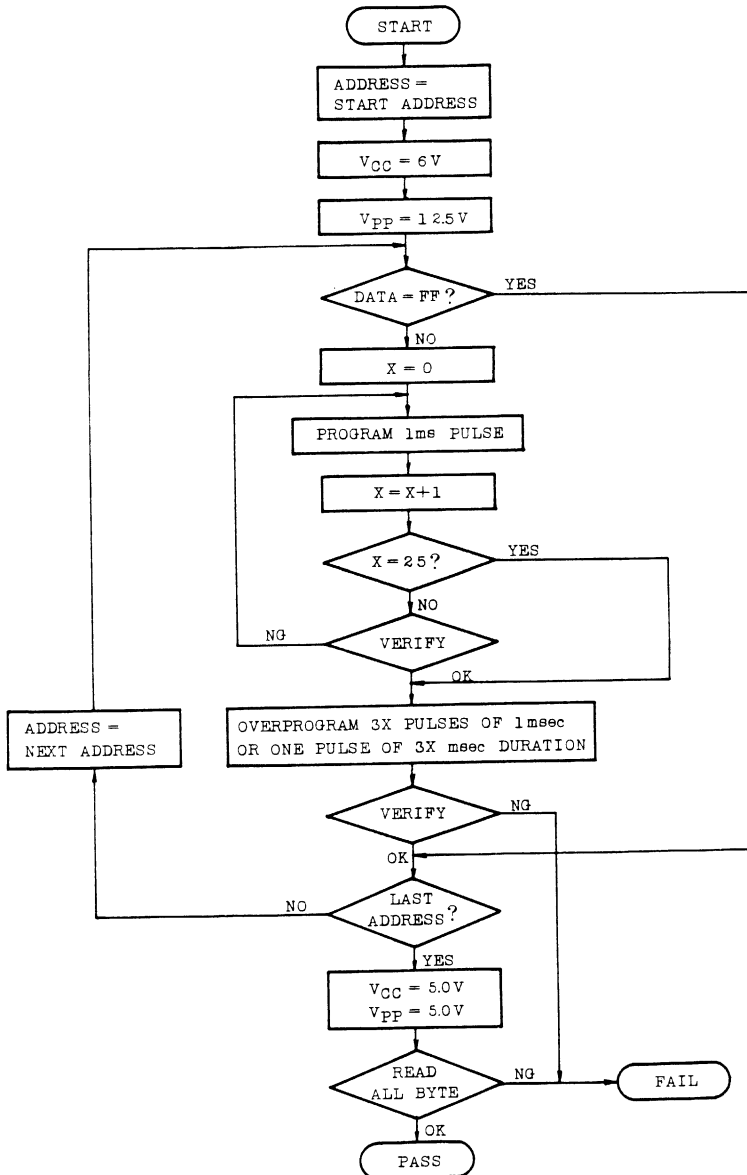 START
ADDRESS =
START ADDRESS
VCC = 6V
VPP = 12.5V
DATA = FF?
YES
NO
X = 0
PROGRAM 1ms PULSE
X = X+1
X = 25?
YES
NO
NG
VERIFY
OK
ADDRESS =
NEXT ADDRESS
OVERPROGRAM 3X PULSES OF 1msec
OR ONE PULSE OF 3X msec DURATION
VERIFY
NG
OK
NO
LAST
ADDRESS?
YES
VCC = 5.0V
VPP = 5.0V
READ
ALL BYTE
NG
FAIL
OK
PASS